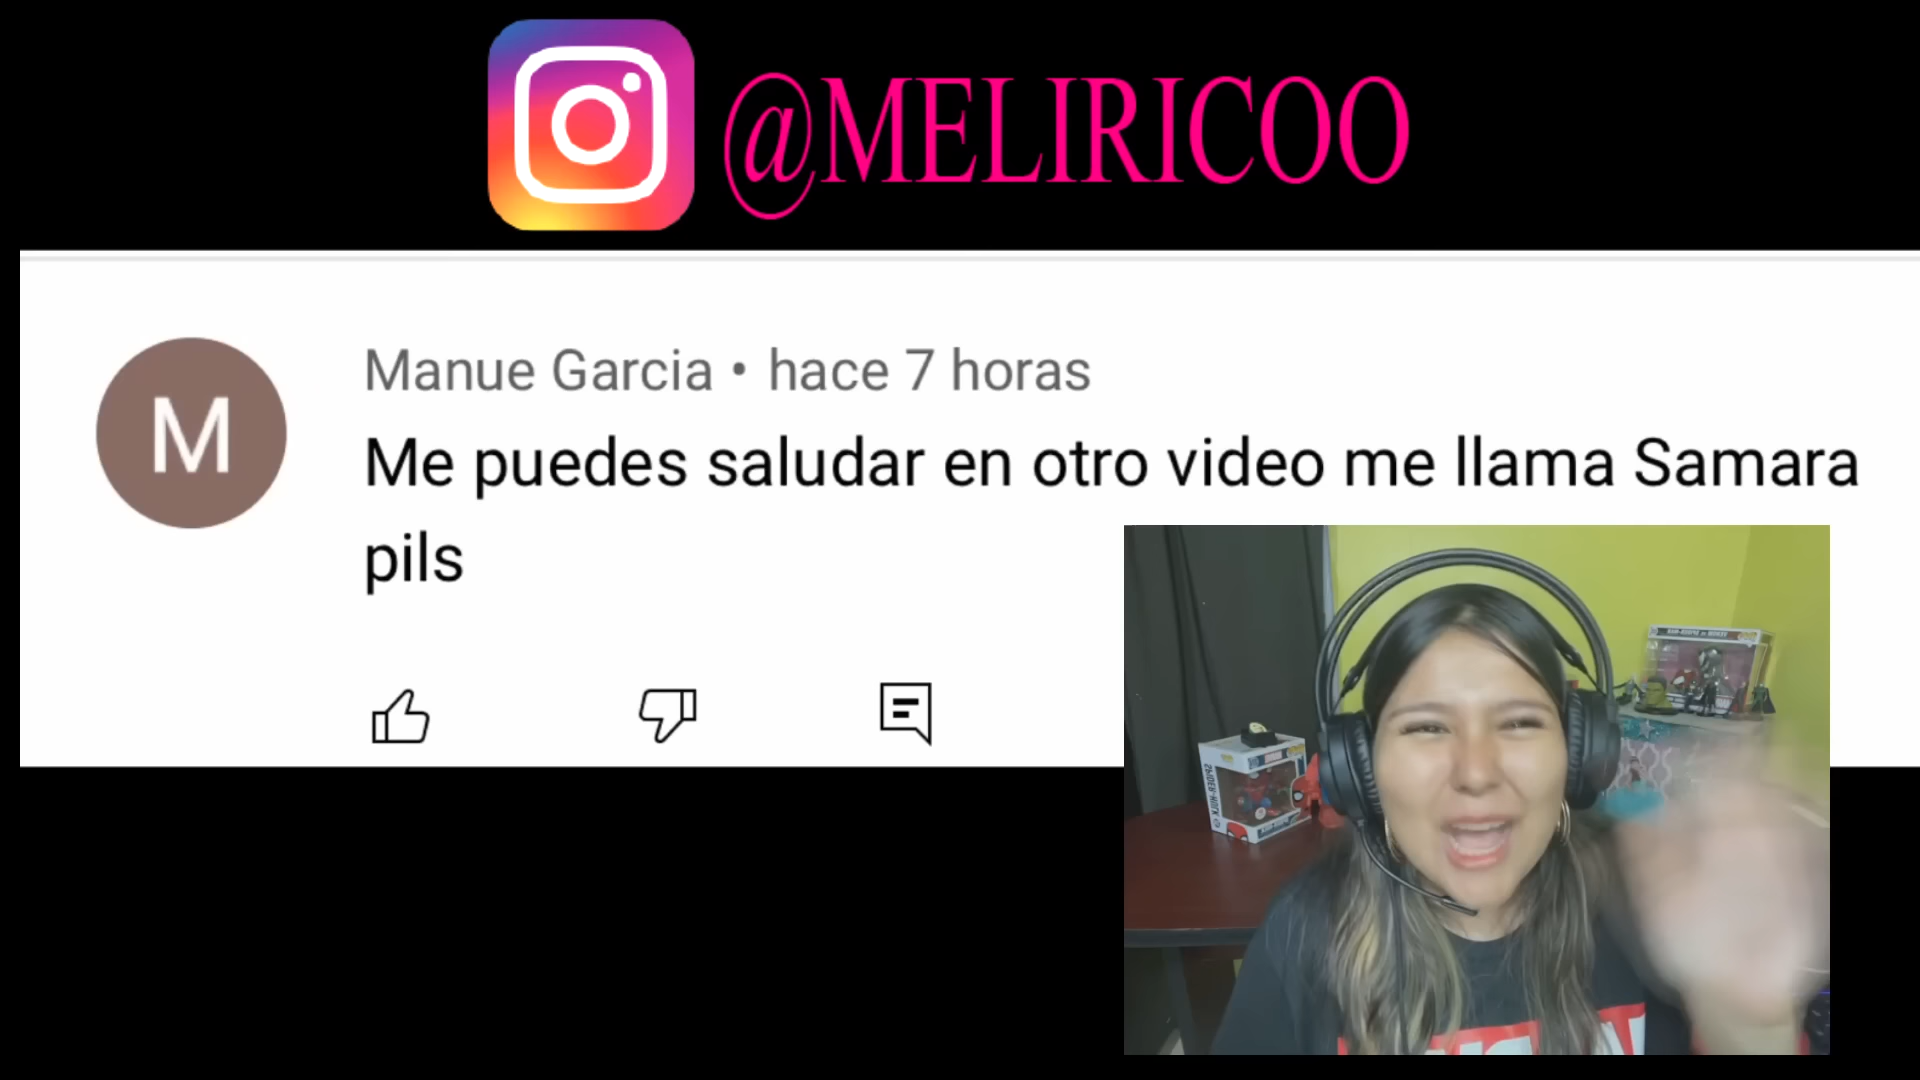 @MELIRICOO
Manue Garcia • hace 7 horas
M
Me puedes saludar en otro video me llama Samara
pils